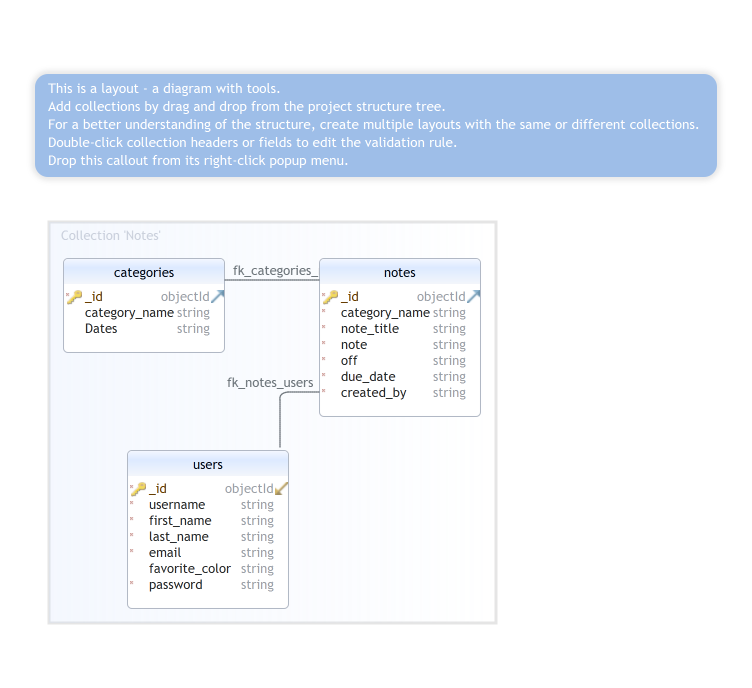 This is a layout - a diagram with tools.
Add collections by drag and drop from the project structure tree.
For a better understanding of the structure, create multiple layouts with the same or different collections.
Double-click collection headers or fields to edit the validation rule.
Drop this callout from its right-click popup menu.
Collection 'Notes'
categories
_id objectId
category_name string
Dates string
fk_categories_
notes
* _id objectId
* category_name string
* note_title string
* note string
* off string
* due_date string
* created_by string
fk_notes_users
users
* _id objectId
* username string
* first_name string
* last_name string
* email string
favorite_color string
* password string